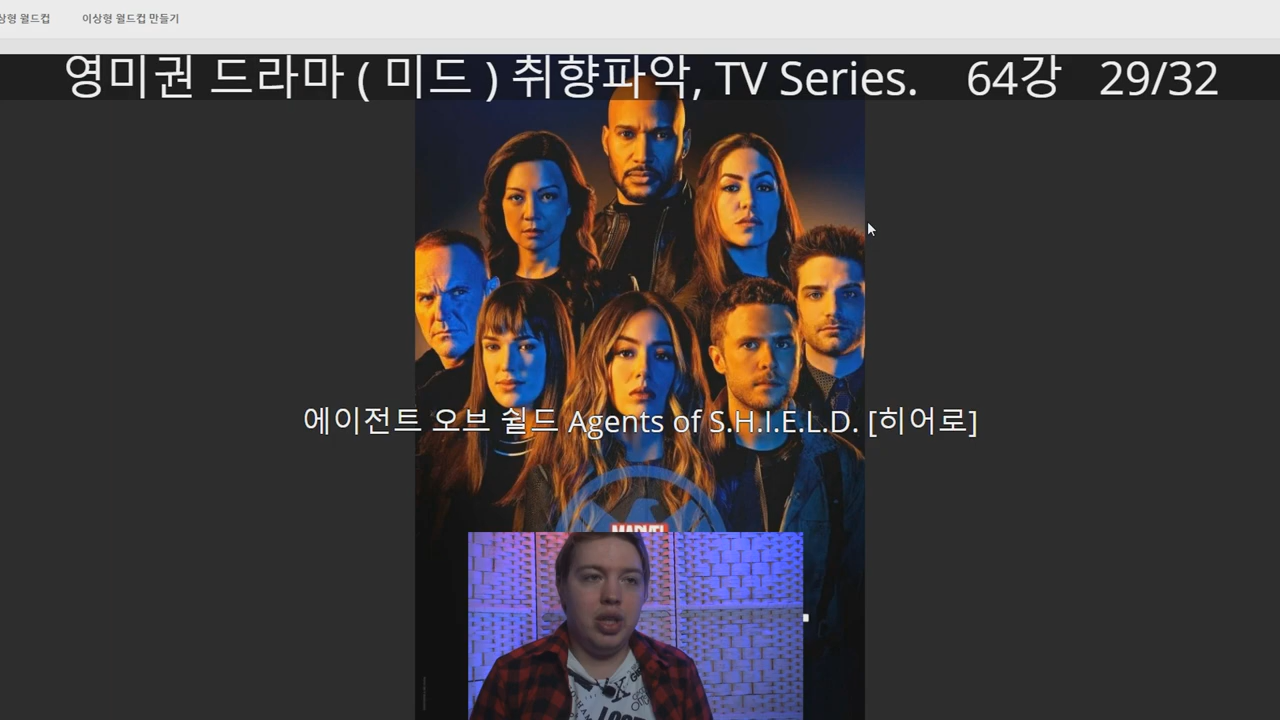 상형 월드컵 이상형 월드컵 만들기
영미권 드라마 ( 미드 ) 취향파악, TV Series. 64강 29/32
에이전트 오브 쉴드 Agents of S.H.I.E.L.D. [히어로]
MARVEL